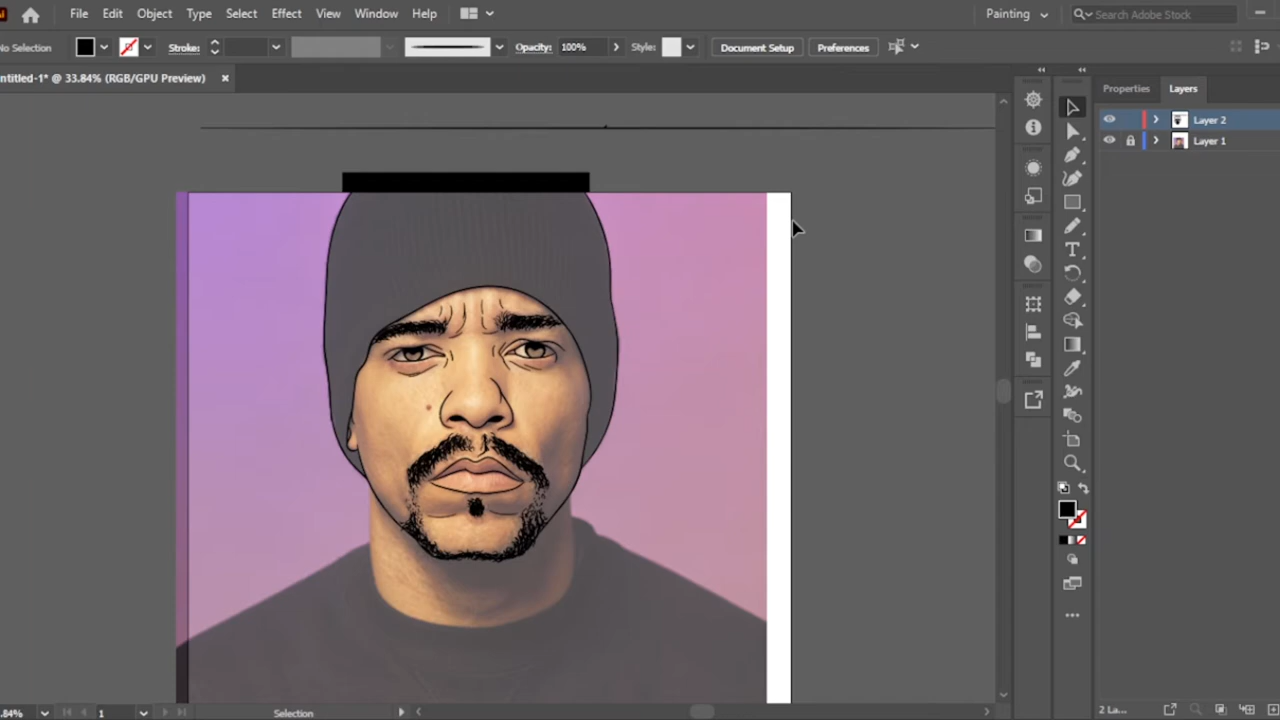 File Edit Object Type Select Effect View Window Help Painting Search Adobe Stock
No Selection Stroke: Opacity: 100% Style: Document Setup Preferences
ntitled-1* @ 33.84% (RGB/GPU Preview) ×
Properties Layers
Layer 2
Layer 1
.84% 1 Selection 2 La...